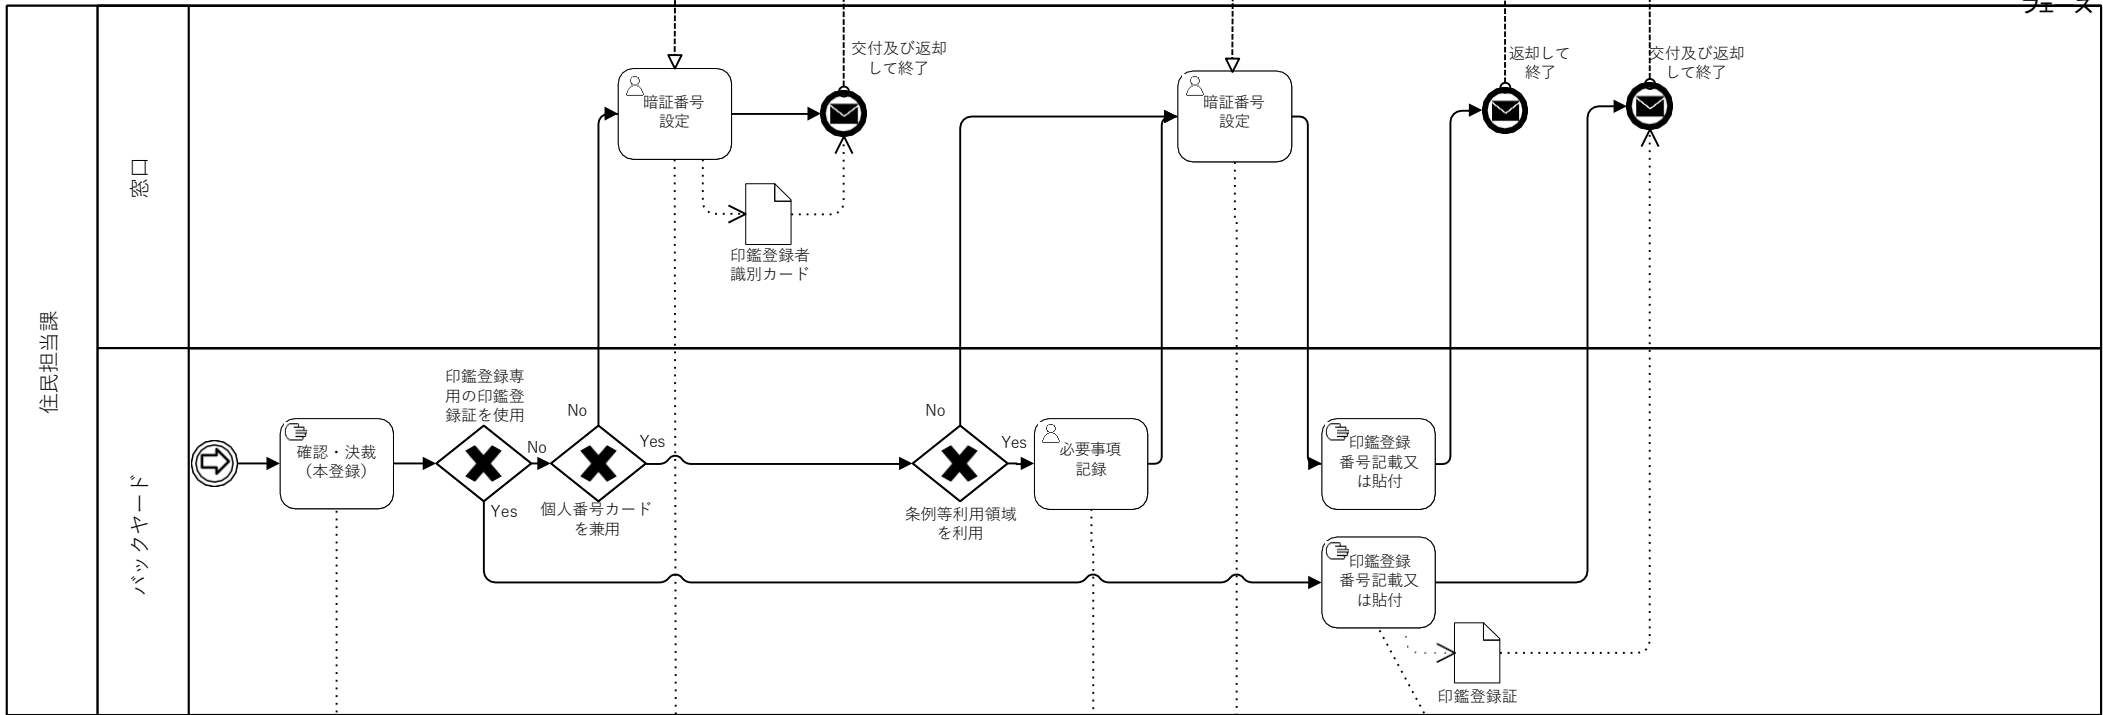 フェーズ
交付及び返却
して終了
返却して
終了
交付及び返却
して終了
暗証番号
設定
暗証番号
設定
窓口
印鑑登録者
識別カード
住民担当課
印鑑登録専
用の印鑑登
録証を使用
No
No
Yes
No
Yes
確認・決裁
（本登録）
必要事項
記録
印鑑登録
番号記載又
は貼付
Yes
個人番号カード
を兼用
条例等利用領域
を利用
バックヤード
印鑑登録
番号記載又
は貼付
印鑑登録証